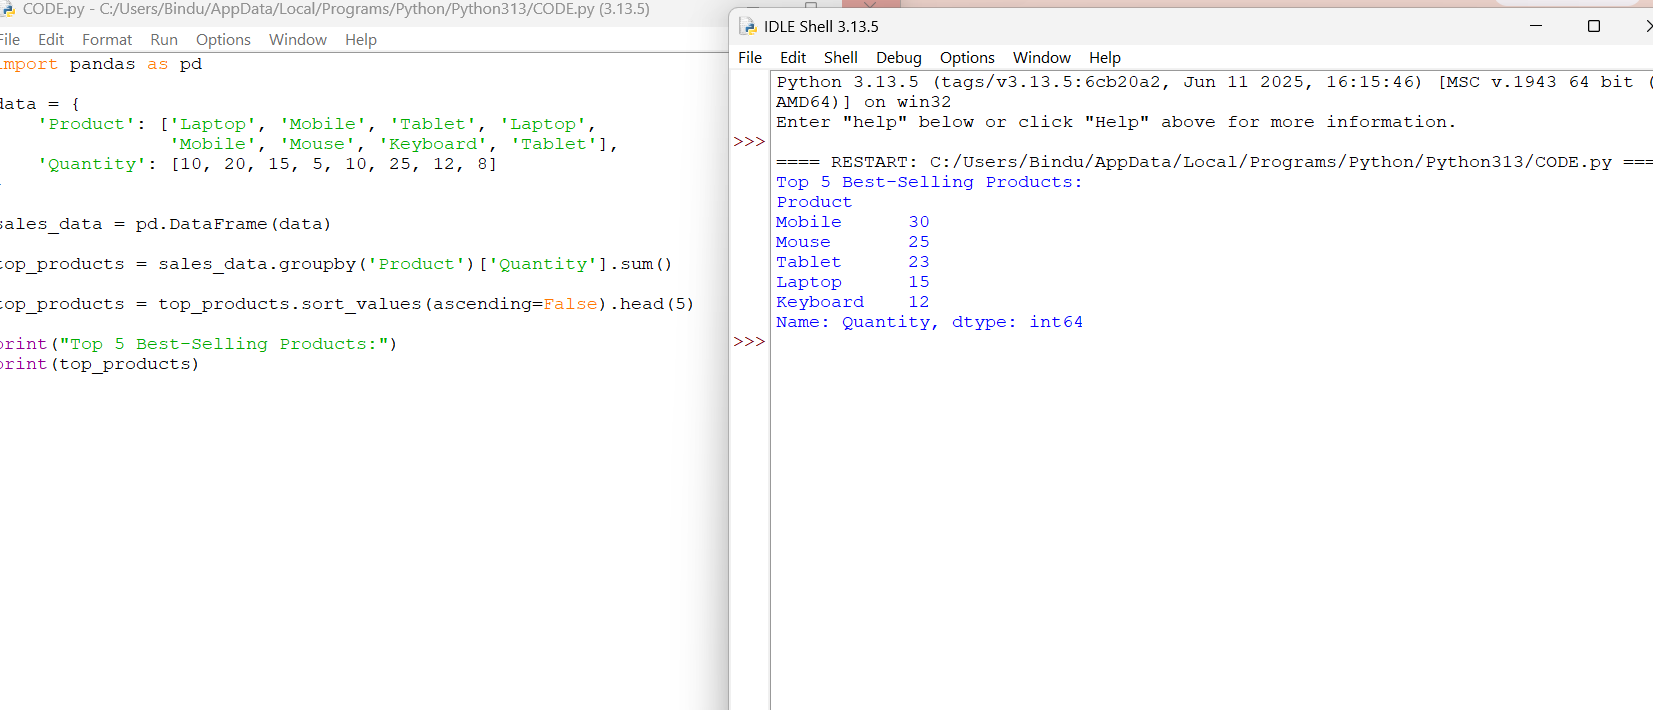 CODE.py - C:/Users/Bindu/AppData/Local/Programs/Python/Python313/CODE.py (3.13.5)
File Edit Format Run Options Window Help
import pandas as pd
data = {
'Product': ['Laptop', 'Mobile', 'Tablet', 'Laptop',
'Mobile', 'Mouse', 'Keyboard', 'Tablet'],
'Quantity': [10, 20, 15, 5, 10, 25, 12, 8]
sales_data = pd.DataFrame(data)
top_products = sales_data.groupby('Product')['Quantity'].sum()
top_products = top_products.sort_values(ascending=False).head(5)
print("Top 5 Best-Selling Products:")
print(top_products)
IDLE Shell 3.13.5
File Edit Shell Debug Options Window Help
Python 3.13.5 (tags/v3.13.5:6cb20a2, Jun 11 2025, 16:15:46) [MSC v.1943 64 bit (
AMD64)] on win32
Enter "help" below or click "Help" above for more information.
>>>
==== RESTART: C:/Users/Bindu/AppData/Local/Programs/Python/Python313/CODE.py ===
Top 5 Best-Selling Products:
Product
Mobile 30
Mouse 25
Tablet 23
Laptop 15
Keyboard 12
Name: Quantity, dtype: int64
>>>